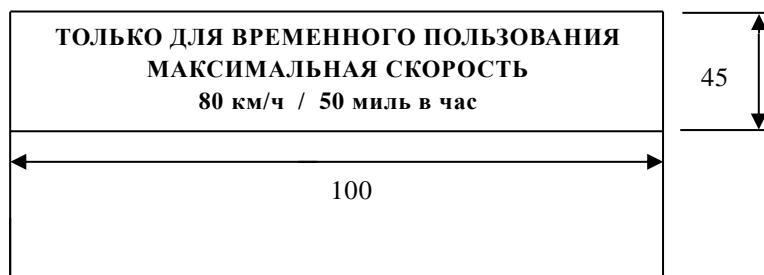 ТОЛЬКО ДЛЯ ВРЕМЕННОГО ПОЛЬЗОВАНИЯ
МАКСИМАЛЬНАЯ СКОРОСТЬ
80 км/ч / 50 миль в час
45
100